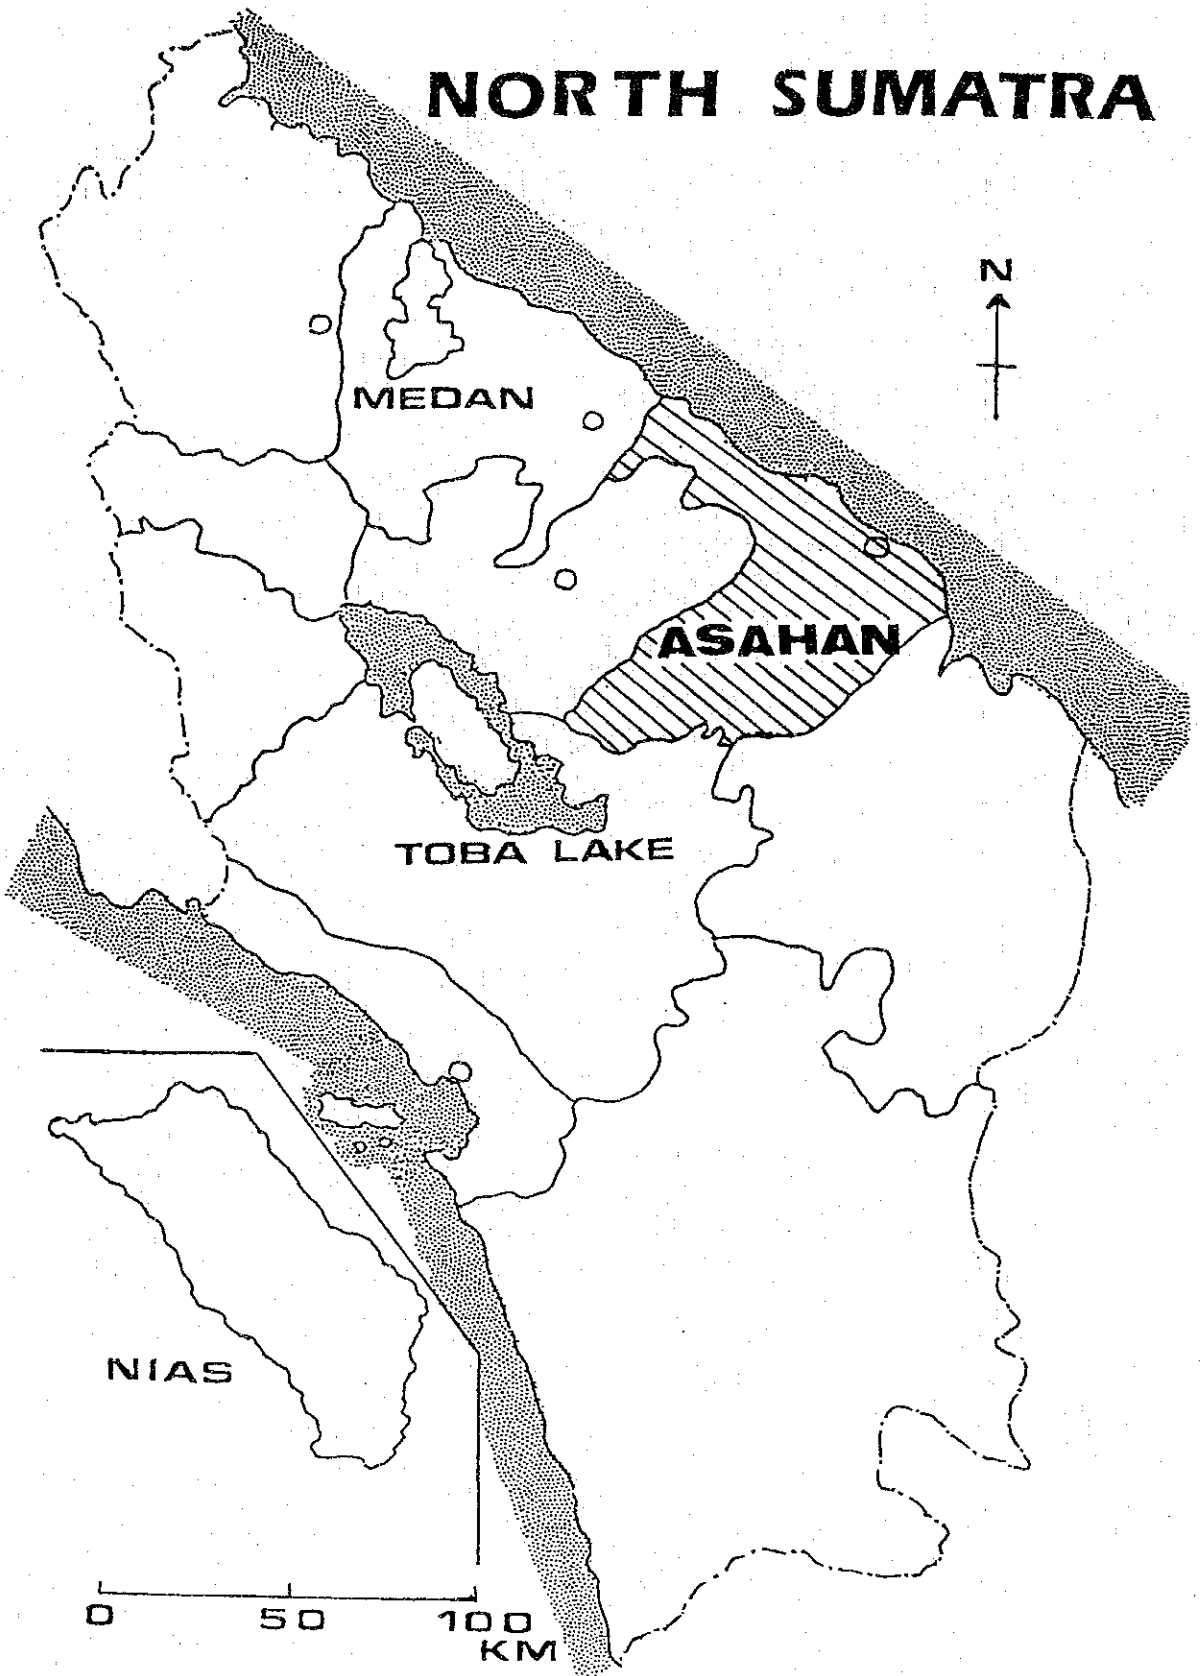 NORTH SUMATRA
N
MEDAN
ASAHAN
TOBA LAKE
NIAS
0 50 100
KM